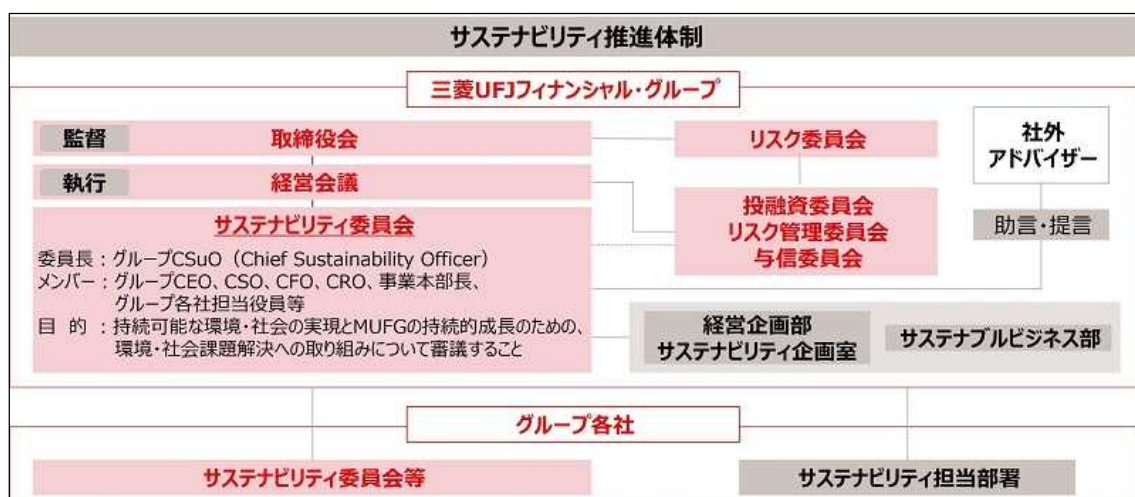 サステナビリティ推進体制
三菱UFJフィナンシャル・グループ
監督
取締役会
リスク委員会
社外
アドバイザー
執行
経営会議
投融資委員会
リスク管理委員会
与信委員会
助言・提言
サステナビリティ委員会
委員長：グループCSuO（Chief Sustainability Officer）
メンバー：グループCEO、CSO、CFO、CRO、事業本部長、
グループ各社担当役員等
目 的 ：持続可能な環境・社会の実現とMUFGの持続的成長のための、
環境・社会課題解決への取り組みについて審議すること
経営企画部
サステナビリティ企画室
サステナブルビジネス部
グループ各社
サステナビリティ委員会等
サステナビリティ担当部署